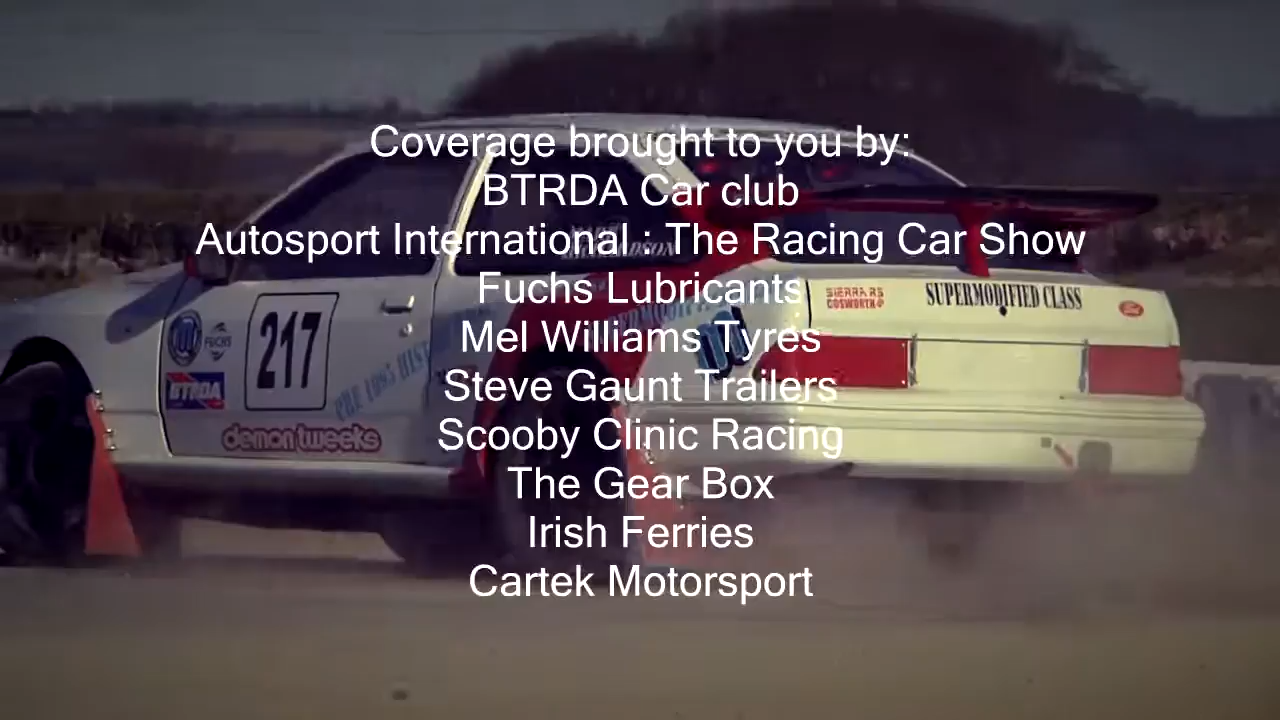 Coverage brought to you by:
BTRDA Car club
Autosport International : The Racing Car Show
Fuchs Lubricants
Mel Williams Tyres
Steve Gaunt Trailers
Scooby Clinic Racing
The Gear Box
Irish Ferries
Cartek Motorsport
SIERRA RS
COSWORTH
SUPERMODIFIED CLASS
Ford
217
FUCHS
BTRDA
demon tweeks